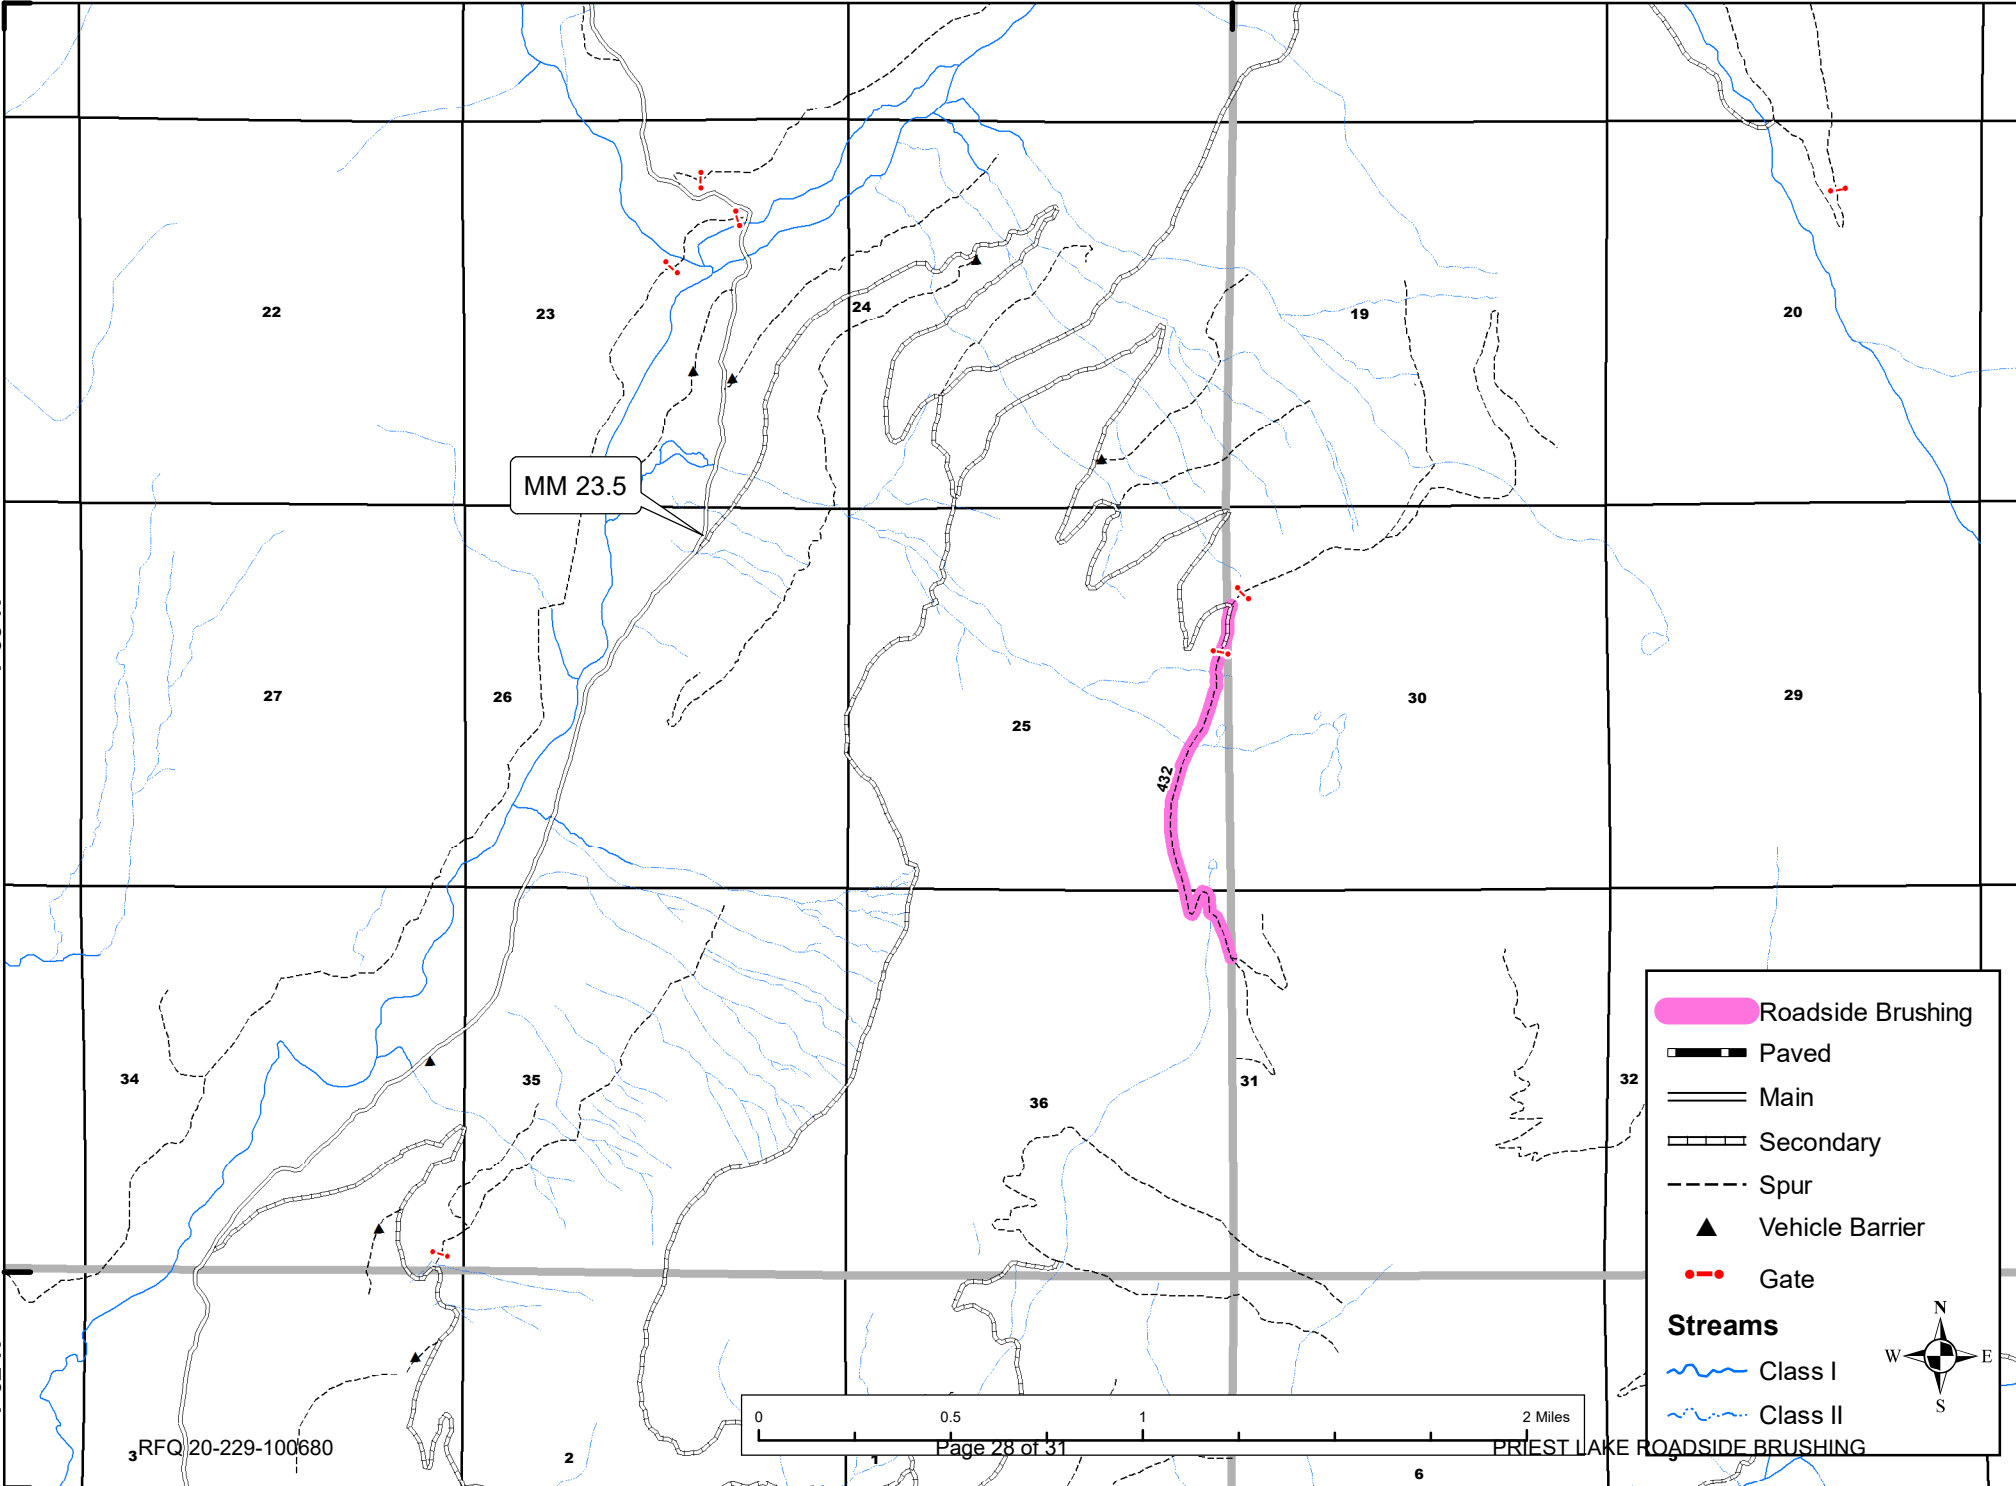 22
23
24
19
20
MM 23.5
27
26
25
30
29
432
34
35
36
31
32
Roadside Brushing
Paved
Main
Secondary
Spur
Vehicle Barrier
Gate
Streams
Class I
Class II
N
W E
S
0 0.5 1 2 Miles
3
RFQ 20-229-100680
2
Page 28 of 31
1
PRIEST LAKE ROADSIDE BRUSHING
6